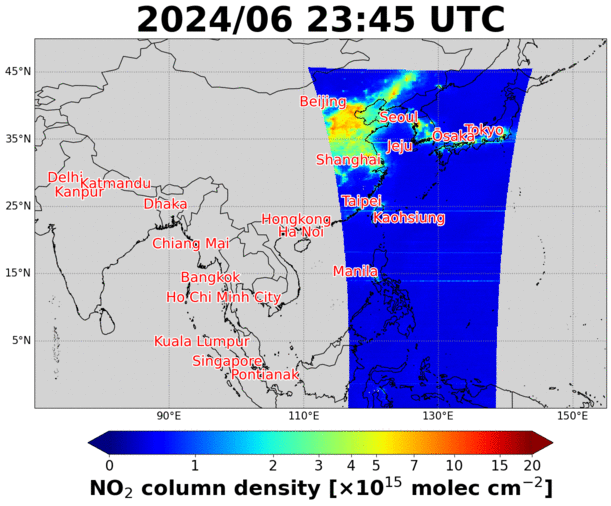 2024/06 23:45 UTC
45°N
35°N
25°N
15°N
5°N
Beijing
Seoul
Tokyo
Osaka
Jeju
Shanghai
Delhi
Katmandu
Kanpur
Dhaka
Taipei
Hongkong
Kaohsiung
Ha Noi
Chiang Mai
Manila
Bangkok
Ho Chi Minh City
Kuala Lumpur
Singapore
Pontianak
90°E 110°E 130°E 150°E
0 1 2 3 4 5 7 10 15 20
NO₂ column density [×10¹⁵ molec cm⁻²]